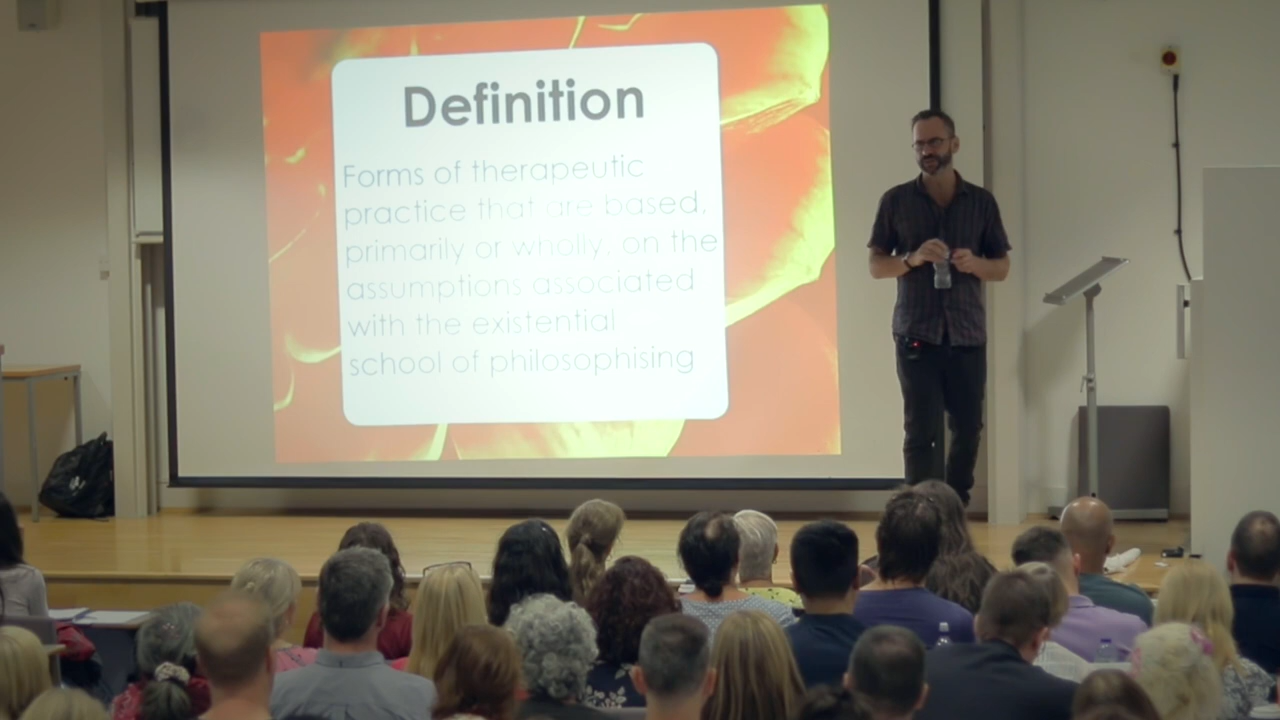 Definition
Forms of therapeutic
practice that are based,
primarily or wholly, on the
assumptions associated
with the existential
school of philosophising